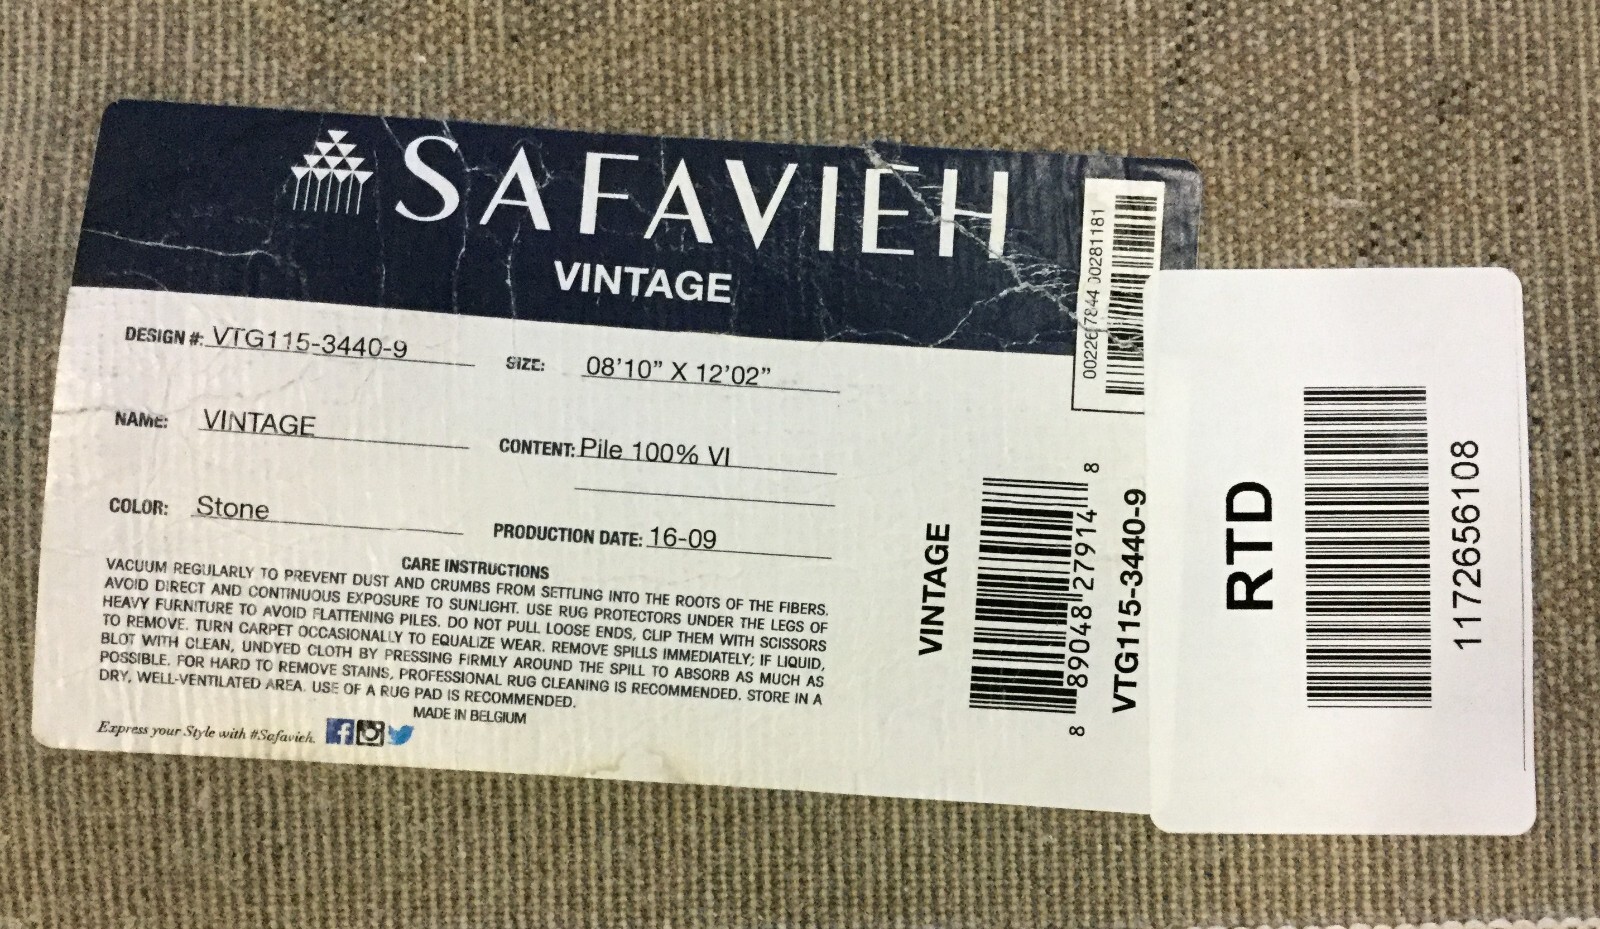 SAFAVIEH
VINTAGE
DESIGN #: VTG115-3440-9
SIZE: 08'10" X 12'02"
NAME: VINTAGE
CONTENT: Pile 100% VI
COLOR: Stone
PRODUCTION DATE: 16-09
CARE INSTRUCTIONS
VACUUM REGULARLY TO PREVENT DUST AND CRUMBS FROM SETTLING INTO THE ROOTS OF THE FIBERS.
AVOID DIRECT AND CONTINUOUS EXPOSURE TO SUNLIGHT. USE RUG PROTECTORS UNDER THE LEGS OF
HEAVY FURNITURE TO AVOID FLATTENING PILES. DO NOT PULL LOOSE ENDS, CLIP THEM WITH SCISSORS
TO REMOVE. TURN CARPET OCCASIONALLY TO EQUALIZE WEAR. REMOVE SPILLS IMMEDIATELY; IF LIQUID,
BLOT WITH CLEAN, UNDYED CLOTH BY PRESSING FIRMLY AROUND THE SPILL TO ABSORB AS MUCH AS
POSSIBLE. FOR HARD TO REMOVE STAINS, PROFESSIONAL RUG CLEANING IS RECOMMENDED. STORE IN A
DRY, WELL-VENTILATED AREA. USE OF A RUG PAD IS RECOMMENDED.
MADE IN BELGIUM
Express your Style with #Safavieh.
VINTAGE
8 89048 27914 8
VTG115-3440-9
RTD
1172656108